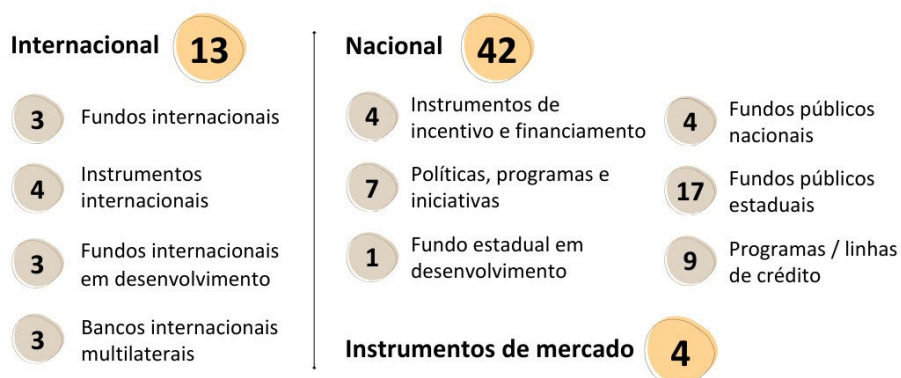 Internacional 13
3 Fundos internacionais
4 Instrumentos
internacionais
3 Fundos internacionais
em desenvolvimento
3 Bancos internacionais
multilaterais
Nacional 42
4 Instrumentos de
incentivo e financiamento
7 Políticas, programas e
iniciativas
1 Fundo estadual em
desenvolvimento
4 Fundos públicos
nacionais
17 Fundos públicos
estaduais
9 Programas / linhas
de crédito
Instrumentos de mercado 4